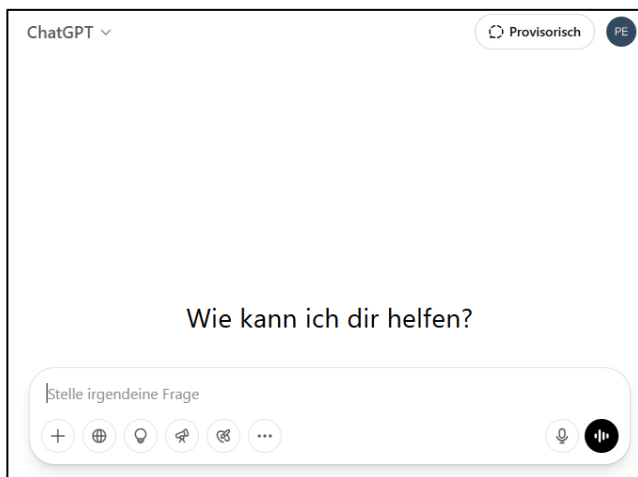 ChatGPT
Provisorisch
PE
Wie kann ich dir helfen?
Stelle irgendeine Frage